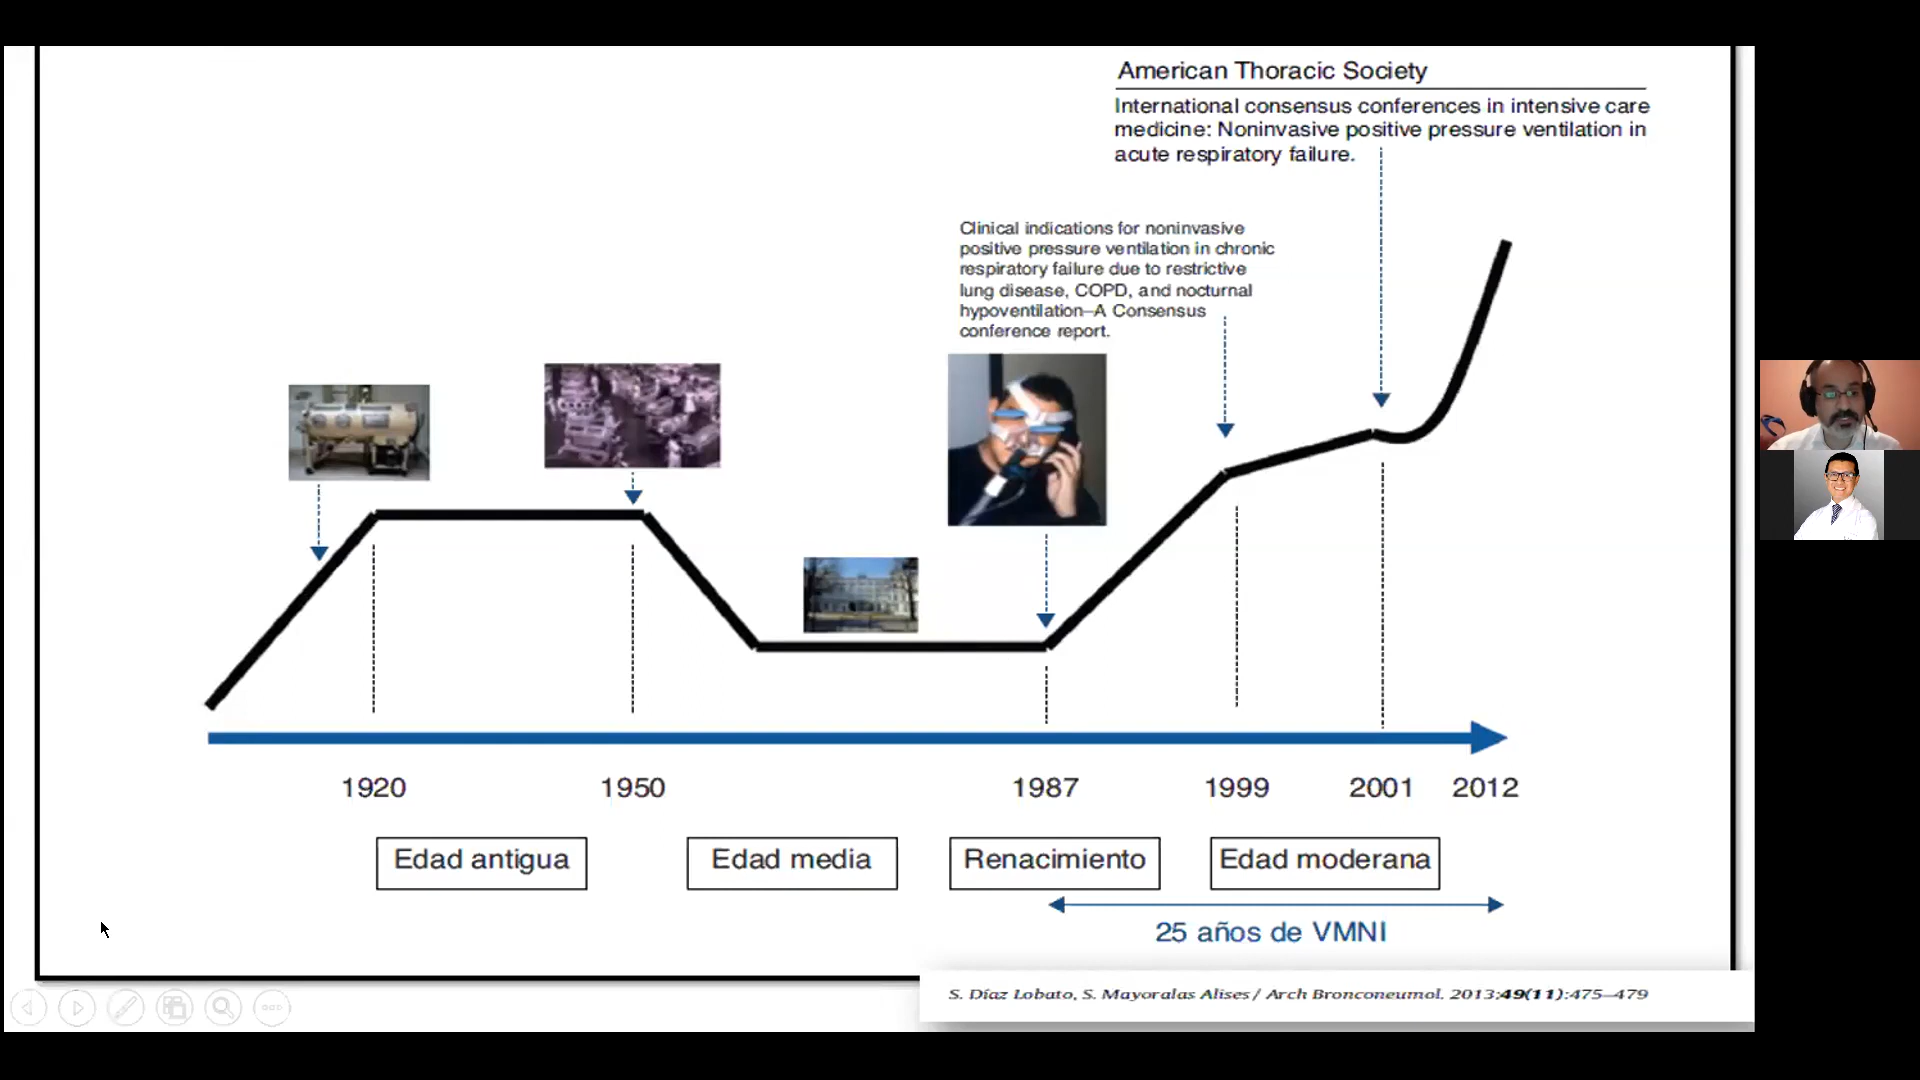 American Thoracic Society
International consensus conferences in intensive care
medicine: Noninvasive positive pressure ventilation in
acute respiratory failure.
Clinical indications for noninvasive
positive pressure ventilation in chronic
respiratory failure due to restrictive
lung disease, COPD, and nocturnal
hypoventilation–A Consensus
conference report.
1920 1950 1987 1999 2001 2012
Edad antigua Edad media Renacimiento Edad moderana
25 años de VMNI
S. Díaz Lobato, S. Mayoralas Alises / Arch Bronconeumol. 2013;49(11):475–479